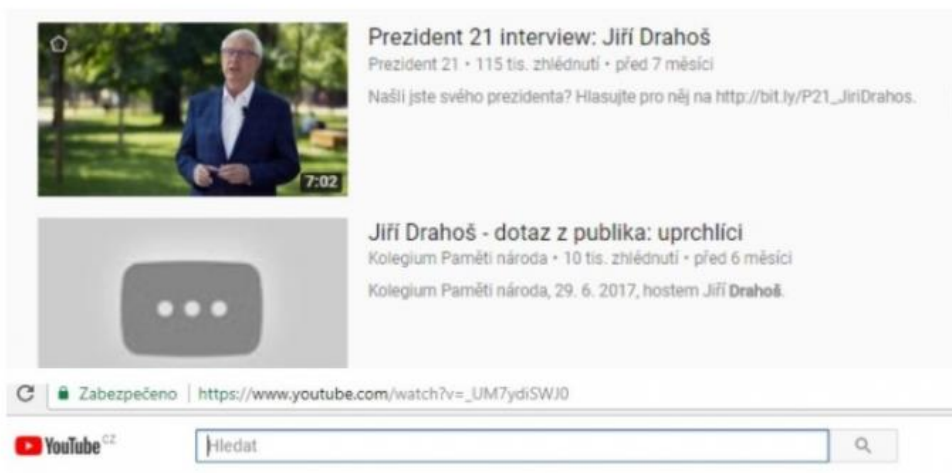 Prezident 21 interview: Jiří Drahoš
Prezident 21 • 115 tis. zhlédnutí • před 7 měsíci
Našli jste svého prezidenta? Hlasujte pro něj na http://bit.ly/P21_JiriDrahos.
7:02
Jiří Drahoš - dotaz z publika: uprchlíci
Kolegium Paměti národa • 10 tis. zhlédnutí • před 6 měsíci
Kolegium Paměti národa, 29. 6. 2017, hostem Jiří Drahoš.
Zabezpečeno | https://www.youtube.com/watch?v=_UM7ydiSWJ0
YouTube CZ
Hledat